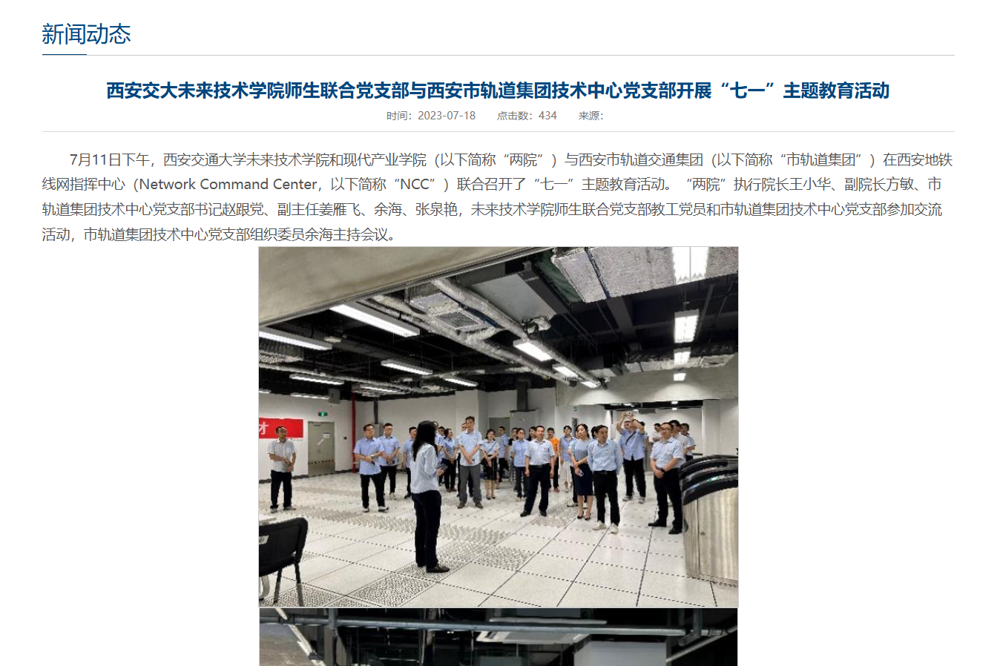 新闻动态
西安交大未来技术学院师生联合党支部与西安市轨道集团技术中心党支部开展“七一”主题教育活动
时间：2023-07-18 点击数：434 来源：
7月11日下午，西安交通大学未来技术学院和现代产业学院（以下简称“两院”）与西安市轨道交通集团（以下简称“市轨道集团”）在西安地铁
线网指挥中心（Network Command Center，以下简称“NCC”）联合召开了“七一”主题教育活动。“两院”执行院长王小华、副院长方敏、市
轨道集团技术中心党支部书记赵跟党、副主任姜雁飞、余海、张泉艳，未来技术学院师生联合党支部教工党员和市轨道集团技术中心党支部参加交流
活动，市轨道集团技术中心党支部组织委员余海主持会议。
才